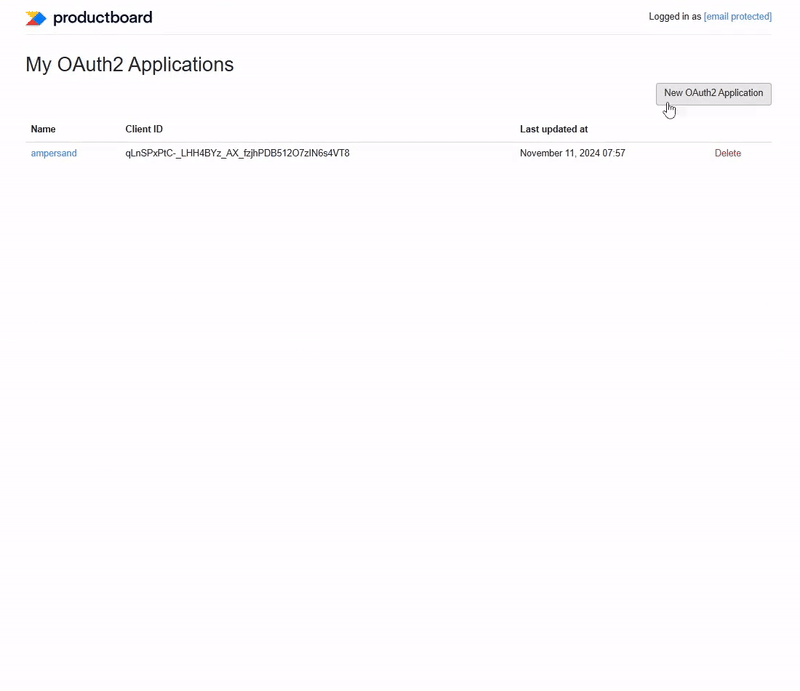 productboard
Logged in as [email protected]
My OAuth2 Applications
New OAuth2 Application
Name Client ID Last updated at
ampersand qLnSPxPtC-_LHH4BYz_AX_fzjhPDB512O7zIN6s4VT8 November 11, 2024 07:57 Delete